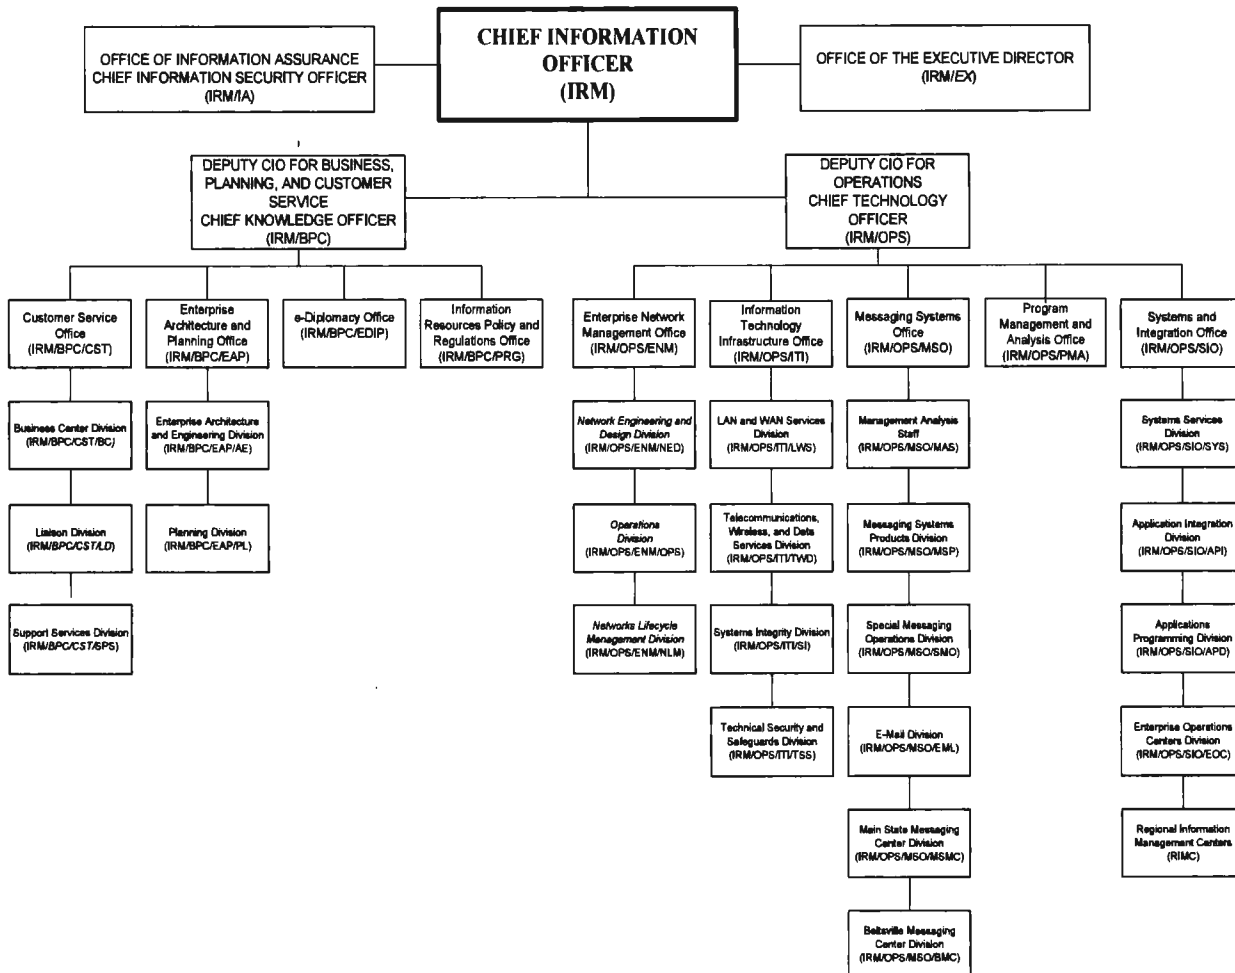 OFFICE OF INFORMATION ASSURANCE
CHIEF INFORMATION SECURITY OFFICER
(IRM/IA)
CHIEF INFORMATION
OFFICER
(IRM)
OFFICE OF THE EXECUTIVE DIRECTOR
(IRM/EX)
DEPUTY CIO FOR BUSINESS,
PLANNING, AND CUSTOMER
SERVICE
CHIEF KNOWLEDGE OFFICER
(IRM/BPC)
DEPUTY CIO FOR
OPERATIONS
CHIEF TECHNOLOGY
OFFICER
(IRM/OPS)
Customer Service
Office
(IRM/BPC/CST)
Enterprise
Architecture and
Planning Office
(IRM/BPC/EAP)
e-Diplomacy Office
(IRM/BPC/EDIP)
Information
Resources Policy and
Regulations Office
(IRM/BPC/PRG)
Enterprise Network
Management Office
(IRM/OPS/ENM)
Information
Technology
Infrastructure Office
(IRM/OPS/ITI)
Messaging Systems
Office
(IRM/OPS/MSO)
Program
Management and
Analysis Office
(IRM/OPS/PMA)
Systems and
Integration Office
(IRM/OPS/SIO)
Business Center Division
(IRM/BPC/CST/BC)
Enterprise Architecture
and Engineering Division
(IRM/BPC/EAP/AE)
Network Engineering and
Design Division
(IRM/OPS/ENM/NED)
LAN and WAN Services
Division
(IRM/OPS/ITI/LWS)
Management Analysis
Staff
(IRM/OPS/MSO/MAS)
Systems Services
Division
(IRM/OPS/SIO/SYS)
Liaison Division
(IRM/BPC/CST/LD)
Planning Division
(IRM/BPC/EAP/PL)
Operations
Division
(IRM/OPS/ENM/OPS)
Telecommunications,
Wireless, and Data
Services Division
(IRM/OPS/ITI/TWD)
Messaging Systems
Products Division
(IRM/OPS/MSO/MSP)
Application Integration
Division
(IRM/OPS/SIO/API)
Support Services Division
(IRM/BPC/CST/SPS)
Networks Lifecycle
Management Division
(IRM/OPS/ENM/NLM)
Systems Integrity Division
(IRM/OPS/ITI/SI)
Special Messaging
Operations Division
(IRM/OPS/MSO/SMO)
Applications
Programming Division
(IRM/OPS/SIO/APD)
Technical Security and
Safeguards Division
(IRM/OPS/ITI/TSS)
E-Mail Division
(IRM/OPS/MSO/EML)
Enterprise Operations
Centers Division
(IRM/OPS/SIO/EOC)
Main State Messaging
Center Division
(IRM/OPS/MSO/MSMC)
Regional Information
Management Centers
(RIMC)
Beltsville Messaging
Center Division
(IRM/OPS/MSO/BMC)